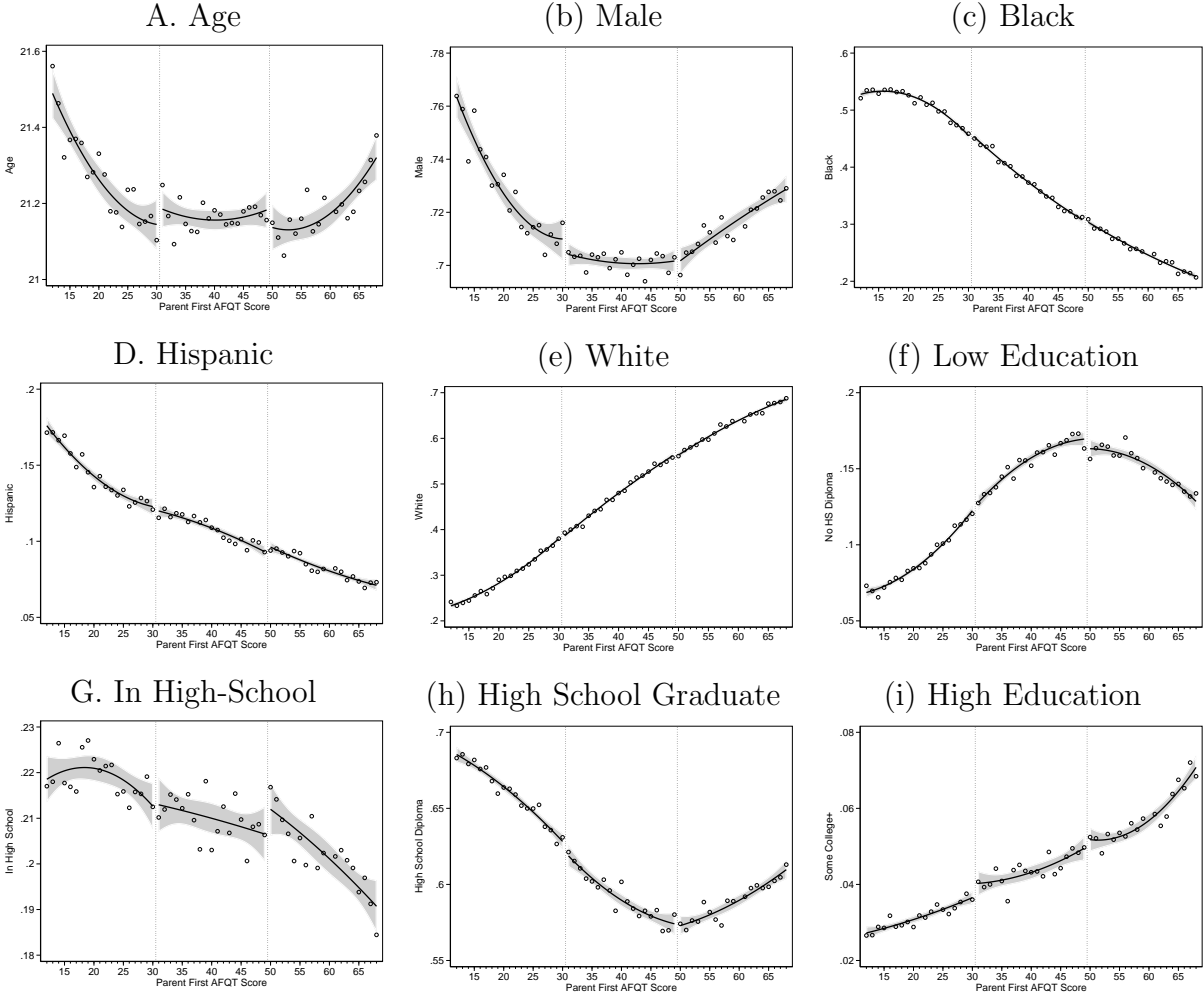 A. Age
(b) Male
(c) Black
21.6
21.4
21.2
21
Age
15 20 25 30 35 40 45 50 55 60 65
Parent First AFQT Score
.78
.76
.74
.72
.7
Male
15 20 25 30 35 40 45 50 55 60 65
Parent First AFQT Score
.6
.5
.4
.3
.2
Black
15 20 25 30 35 40 45 50 55 60 65
Parent First AFQT Score
D. Hispanic
(e) White
(f) Low Education
.2
.15
.1
.05
Hispanic
15 20 25 30 35 40 45 50 55 60 65
Parent First AFQT Score
.7
.6
.5
.4
.3
.2
White
15 20 25 30 35 40 45 50 55 60 65
Parent First AFQT Score
.2
.15
.1
.05
No HS Diploma
15 20 25 30 35 40 45 50 55 60 65
Parent First AFQT Score
G. In High-School
(h) High School Graduate
(i) High Education
.23
.22
.21
.2
.19
.18
In High School
15 20 25 30 35 40 45 50 55 60 65
Parent First AFQT Score
.7
.65
.6
.55
High School Diploma
15 20 25 30 35 40 45 50 55 60 65
Parent First AFQT Score
.08
.06
.04
.02
Some College+
15 20 25 30 35 40 45 50 55 60 65
Parent First AFQT Score